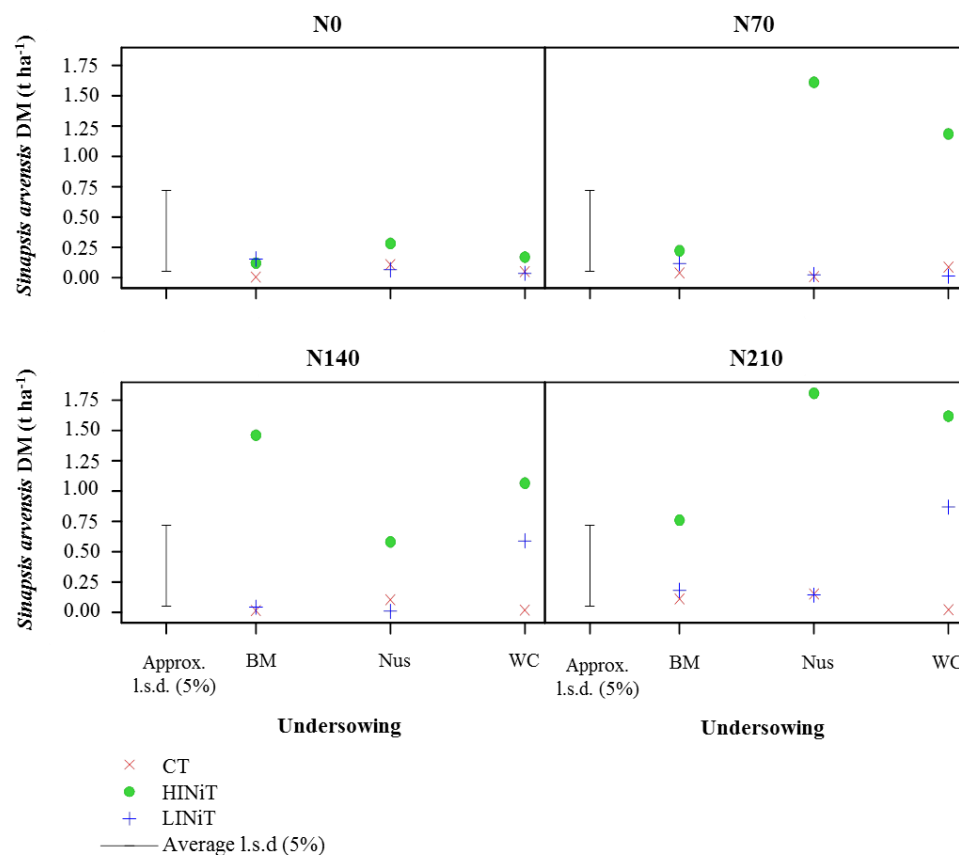 N0
N70
Sinapsis arvensis DM (t ha⁻¹)
1.75
1.50
1.25
1.00
0.75
0.50
0.25
0.00
N140
N210
Sinapsis arvensis DM (t ha⁻¹)
1.75
1.50
1.25
1.00
0.75
0.50
0.25
0.00
Approx.
l.s.d. (5%)
BM
Nus
WC
Approx.
l.s.d. (5%)
BM
Nus
WC
Undersowing
Undersowing
CT
HINiT
LINiT
Average l.s.d (5%)